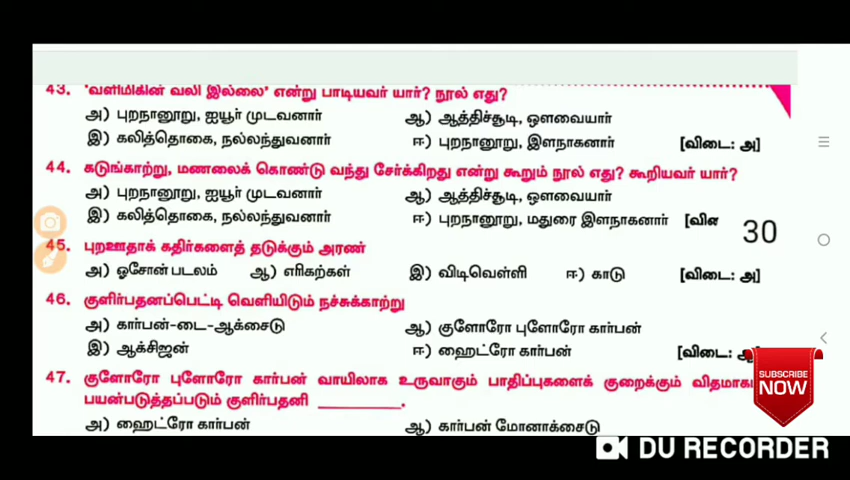 43. 'வளிமிகின் வலி இல்லை' என்று பாடியவர் யார்? நூல் எது?
அ) புறநானூறு, ஐயூர் முடவனார் ஆ) ஆத்திச்சூடி, ஔவையார்
இ) கலித்தொகை, நல்லந்துவனார் ஈ) புறநானூறு, இளநாகனார் [விடை: அ]
44. கடுங்காற்று, மணலைக் கொண்டு வந்து சேர்க்கிறது என்று கூறும் நூல் எது? கூறியவர் யார்?
அ) புறநானூறு, ஐயூர் முடவனார் ஆ) ஆத்திச்சூடி, ஔவையார்
இ) கலித்தொகை, நல்லந்துவனார் ஈ) புறநானூறு, மதுரை இளநாகனார்
30
45. புறஊதாக் கதிர்களைத் தடுக்கும் அரண்
அ) ஓசோன் படலம் ஆ) எரிகற்கள் இ) விடிவெள்ளி ஈ) காடு [விடை: அ]
46. குளிர்பதனப்பெட்டி வெளியிடும் நச்சுக்காற்று
அ) கார்பன்-டை-ஆக்சைடு ஆ) குளோரோ புளோரோ கார்பன்
இ) ஆக்சிஜன் ஈ) ஹைட்ரோ கார்பன் [விடை:
SUBSCRIBE
NOW
47. குளோரோ புளோரோ கார்பன் வாயிலாக உருவாகும் பாதிப்புகளைக் குறைக்கும் விதமாக
பயன்படுத்தப்படும் குளிர்பதனி ________.
அ) ஹைட்ரோ கார்பன் ஆ) கார்பன் மோனாக்சைடு
DU RECORDER